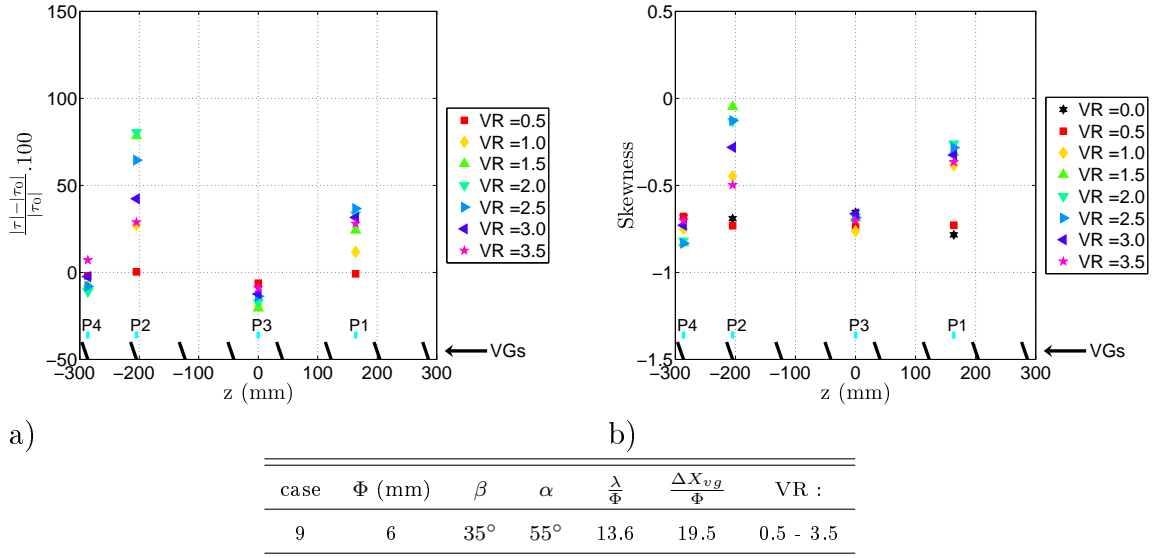 150
100
50
0
−50
−300 −200 −100 0 100 200 300
z (mm)
|τ|−|τ₀| / |τ₀| .100
P4 P2 P3 P1
VGs
VR =0.5
VR =1.0
VR =1.5
VR =2.0
VR =2.5
VR =3.0
VR =3.5
a)
0.5
0
−0.5
−1
−1.5
−300 −200 −100 0 100 200 300
z (mm)
Skewness
P4 P2 P3 P1
VGs
VR =0.0
VR =0.5
VR =1.0
VR =1.5
VR =2.0
VR =2.5
VR =3.0
VR =3.5
b)
case Φ (mm) β α λ/Φ ΔX_vg/Φ VR :
9 6 35° 55° 13.6 19.5 0.5 - 3.5